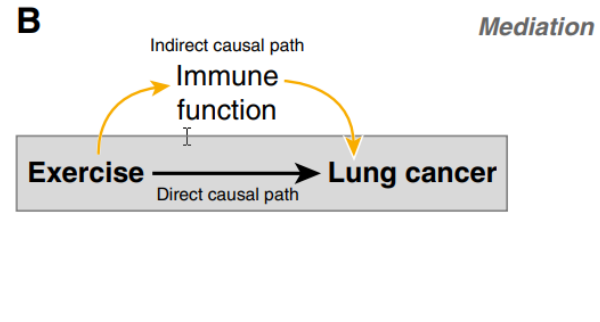 B
Mediation
Indirect causal path
Immune
function
Exercise
Lung cancer
Direct causal path